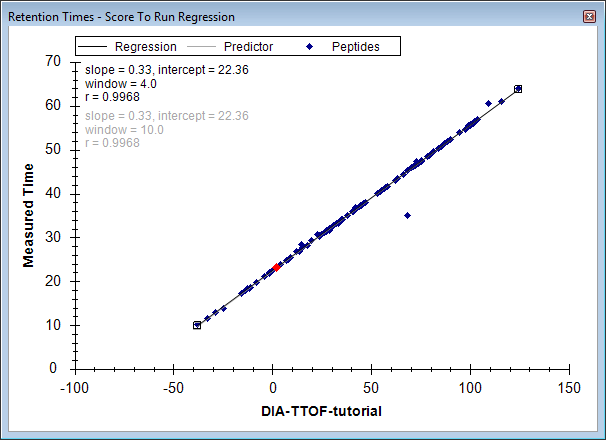 Retention Times - Score To Run Regression
Regression Predictor Peptides
slope = 0.33, intercept = 22.36
window = 4.0
r = 0.9968
slope = 0.33, intercept = 22.36
window = 10.0
r = 0.9968
Measured Time
70
60
50
40
30
20
10
0
-100 -50 0 50 100 150
DIA-TTOF-tutorial